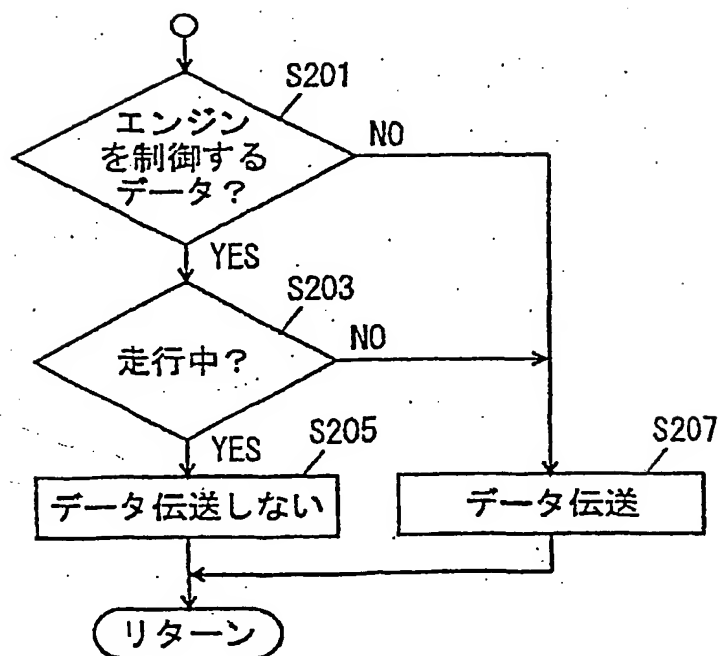 S201
エンジン
を制御する
データ？
NO
YES
S203
走行中？
NO
YES
S205
データ伝送しない
S207
データ伝送
リターン